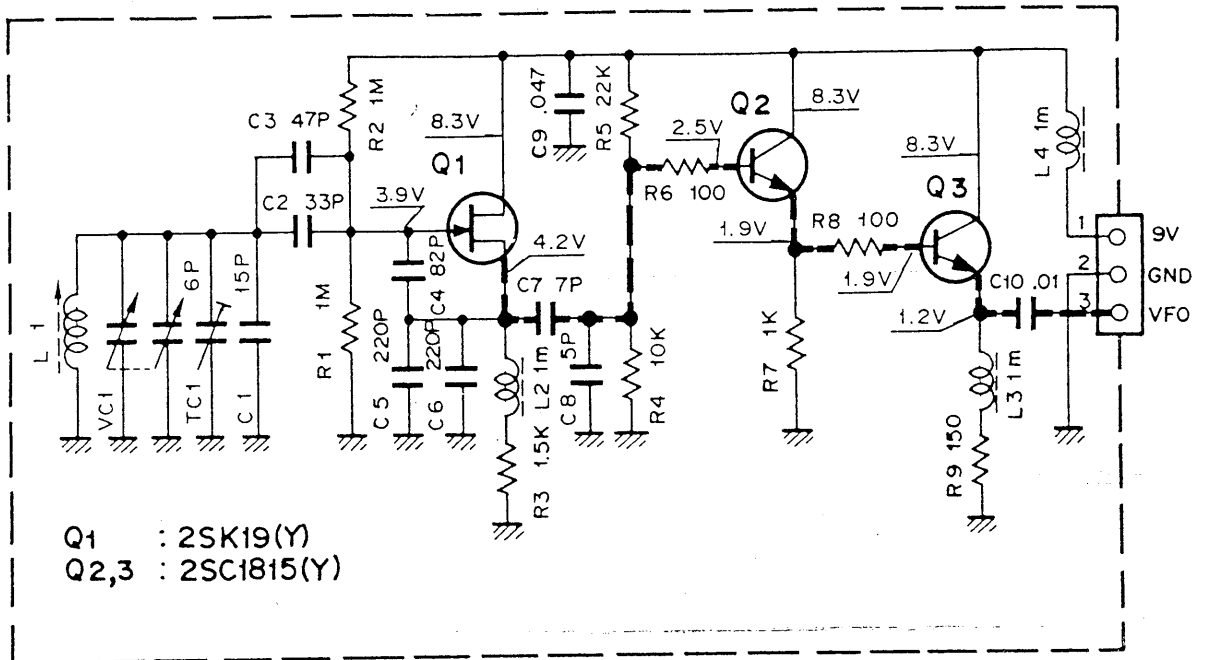 C3 47P
R2 1M
8.3V
Q1
C9 .047
R5 22K
2.5V
Q2
8.3V
R6 100
8.3V
Q3
L4 1m
C2 33P
3.9V
4.2V
1.9V
R8 100
1.9V
C10 .01
1 9V
2 GND
3 VFO
1.2V
L 1
VC1
6P
TC1
15P
C 1
1M
R1
82P
C4
220P
C5
220P
C6
C7 7P
L2 1m
R3 1.5K
5P
C8
10K
R4
R7 1K
L3 1m
R9 150
Q1 : 2SK19(Y)
Q2,3 : 2SC1815(Y)